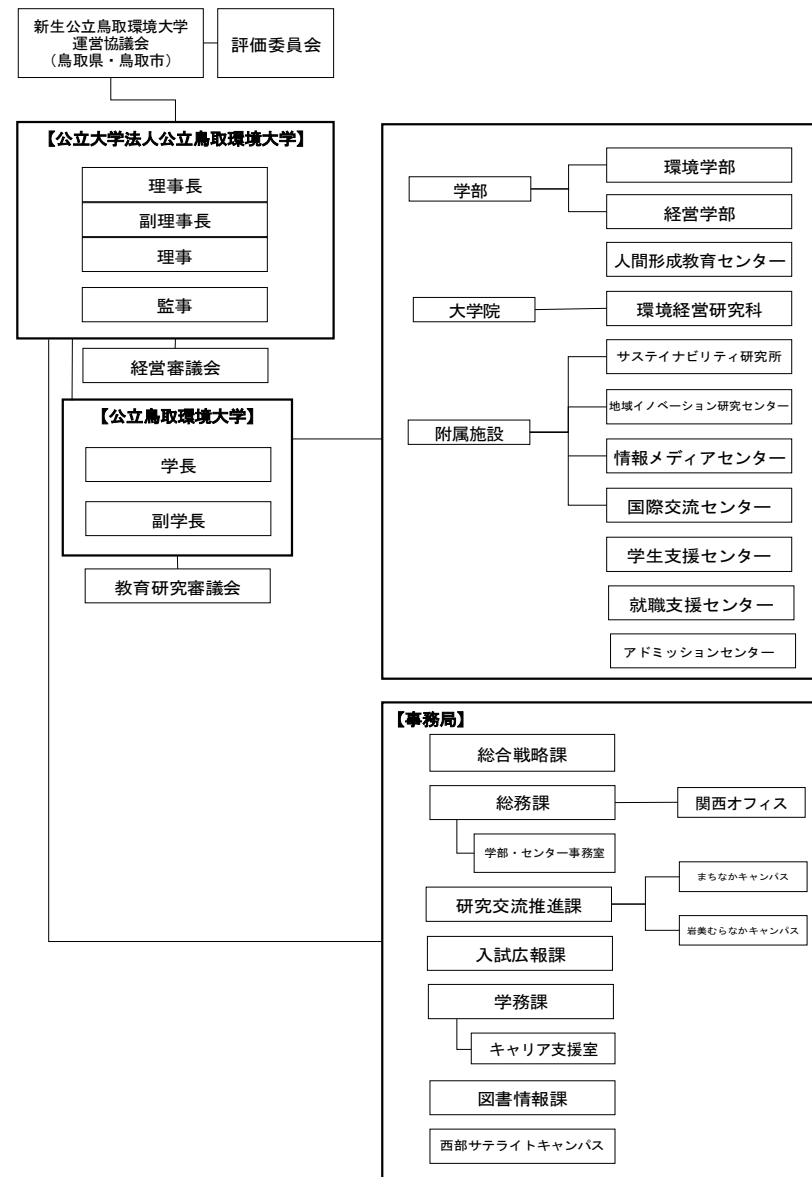 新生公立鳥取環境大学
運営協議会
（鳥取県・鳥取市）
評価委員会
【公立大学法人公立鳥取環境大学】
理事長
副理事長
理事
監事
経営審議会
【公立鳥取環境大学】
学長
副学長
教育研究審議会
学部
環境学部
経営学部
人間形成教育センター
大学院
環境経営研究科
附属施設
サステイナビリティ研究所
地域イノベーション研究センター
情報メディアセンター
国際交流センター
学生支援センター
就職支援センター
アドミッションセンター
【事務局】
総合戦略課
総務課
関西オフィス
学部・センター事務室
研究交流推進課
まちなかキャンパス
岩美むらなかキャンパス
入試広報課
学務課
キャリア支援室
図書情報課
西部サテライトキャンパス